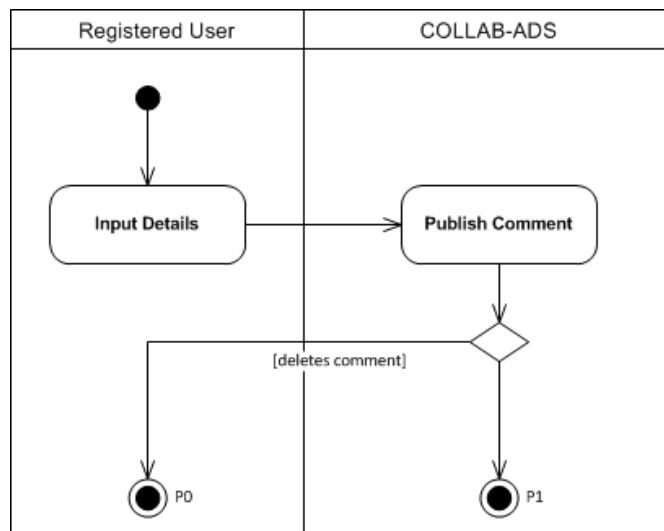 Registered User
COLLAB-ADS
Input Details
Publish Comment
[deletes comment]
P0
P1